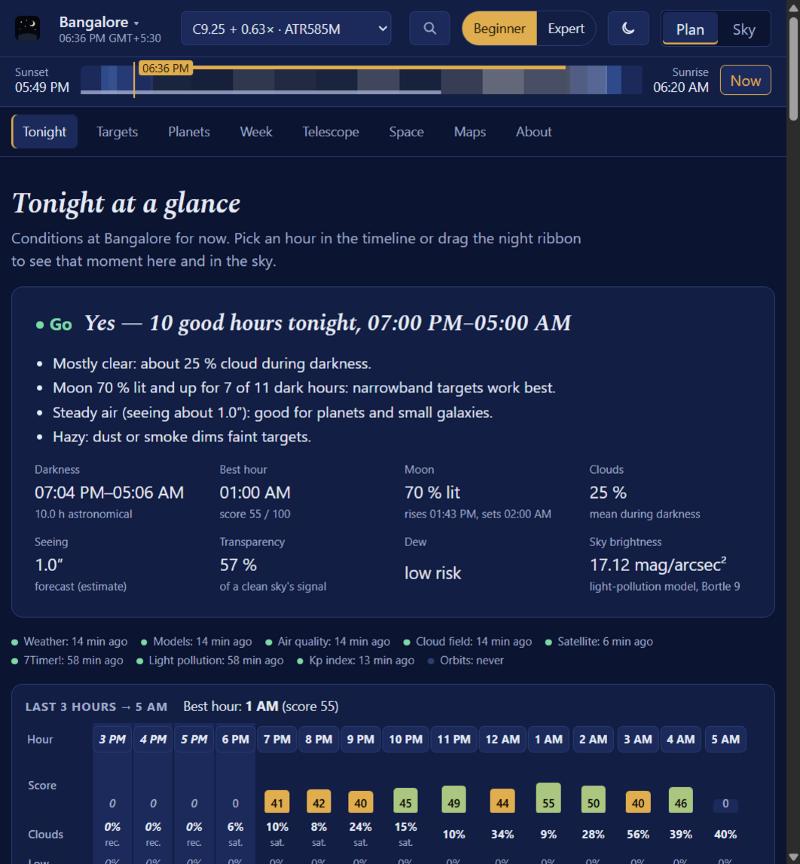 Bangalore
06:36 PM GMT+5:30
C9.25 + 0.63× · ATR585M
Beginner
Expert
Plan
Sky
Sunset
05:49 PM
06:36 PM
Sunrise
06:20 AM
Now
Tonight
Targets
Planets
Week
Telescope
Space
Maps
About
Tonight at a glance
Conditions at Bangalore for now. Pick an hour in the timeline or drag the night ribbon
to see that moment here and in the sky.
Go Yes — 10 good hours tonight, 07:00 PM–05:00 AM
• Mostly clear: about 25 % cloud during darkness.
• Moon 70 % lit and up for 7 of 11 dark hours: narrowband targets work best.
• Steady air (seeing about 1.0″): good for planets and small galaxies.
• Hazy: dust or smoke dims faint targets.
Darkness Best hour Moon Clouds
07:04 PM–05:06 AM 01:00 AM 70 % lit 25 %
10.0 h astronomical score 55 / 100 rises 01:43 PM, sets 02:00 AM mean during darkness
Seeing Transparency Dew Sky brightness
1.0″ 57 % low risk 17.12 mag/arcsec²
forecast (estimate) of a clean sky's signal light-pollution model, Bortle 9
Weather: 14 min ago Models: 14 min ago Air quality: 14 min ago Cloud field: 14 min ago Satellite: 6 min ago
7Timer!: 58 min ago Light pollution: 58 min ago Kp index: 13 min ago Orbits: never
LAST 3 HOURS → 5 AM Best hour: 1 AM (score 55)
Hour 3 PM 4 PM 5 PM 6 PM 7 PM 8 PM 9 PM 10 PM 11 PM 12 AM 1 AM 2 AM 3 AM 4 AM 5 AM
Score 0 0 0 0 41 42 40 45 49 44 55 50 40 46 0
Clouds 0% 0% 0% 6% 10% 8% 24% 15% 10% 34% 9% 28% 56% 39% 40%
rec. rec. rec. sat. sat. sat. sat. sat.